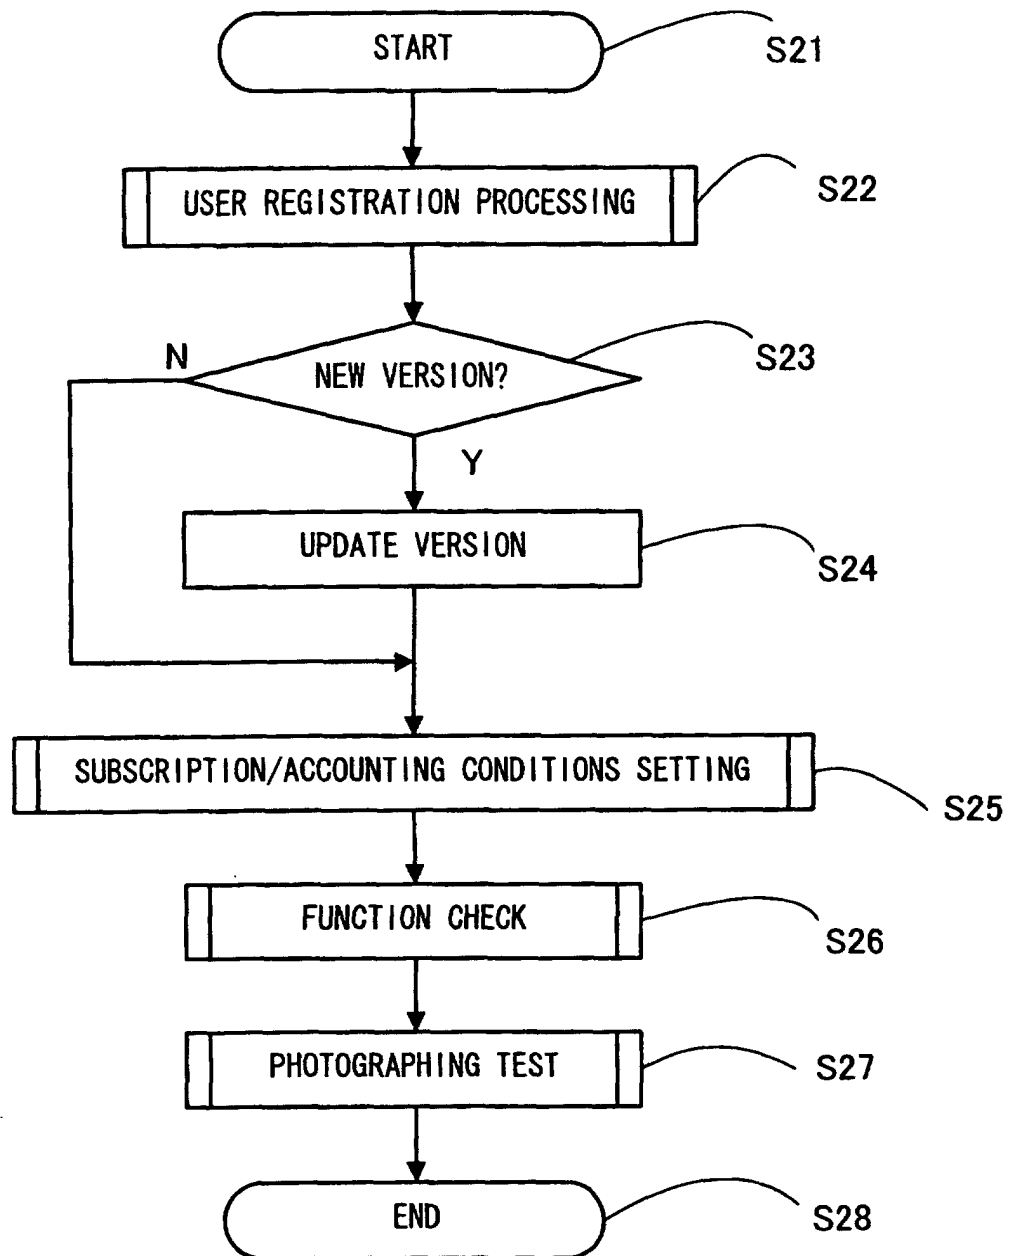 START
S21
USER REGISTRATION PROCESSING
S22
N
NEW VERSION?
S23
Y
UPDATE VERSION
S24
SUBSCRIPTION/ACCOUNTING CONDITIONS SETTING
S25
FUNCTION CHECK
S26
PHOTOGRAPHING TEST
S27
END
S28